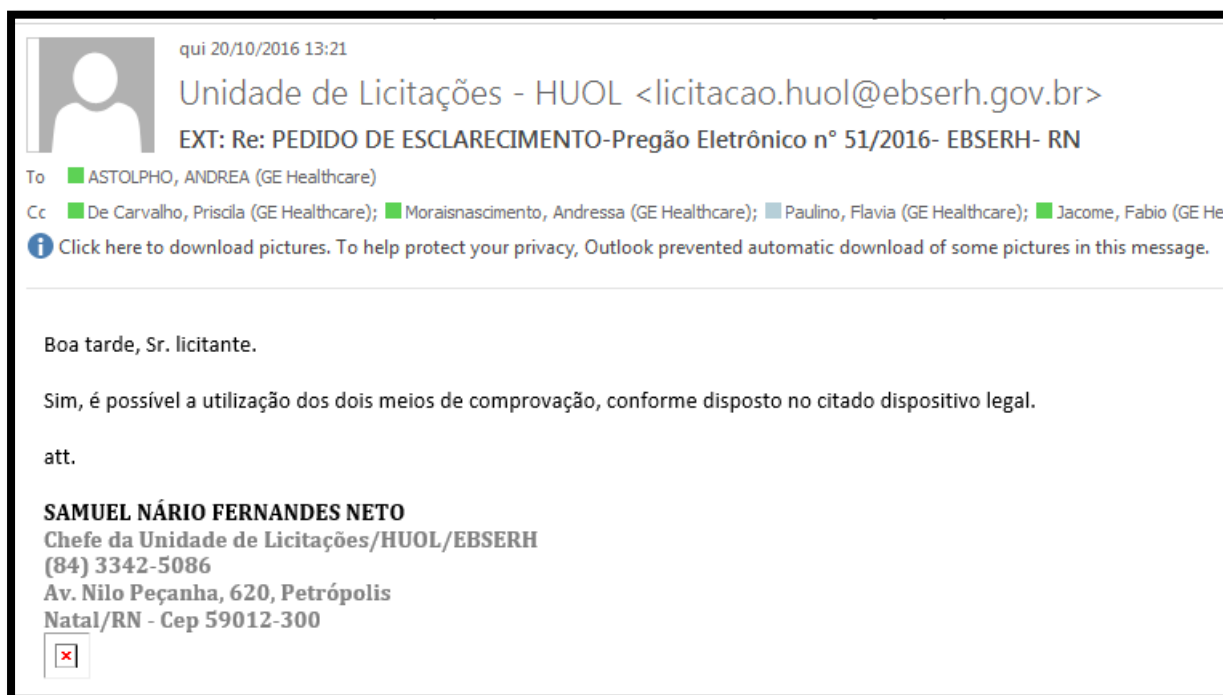 qui 20/10/2016 13:21
Unidade de Licitações - HUOL <licitacao.huol@ebserh.gov.br>
EXT: Re: PEDIDO DE ESCLARECIMENTO-Pregão Eletrônico n° 51/2016- EBSERH- RN
To ASTOLPHO, ANDREA (GE Healthcare)
Cc De Carvalho, Priscila (GE Healthcare); Moraisnascimento, Andressa (GE Healthcare); Paulino, Flavia (GE Healthcare); Jacome, Fabio (GE He
Click here to download pictures. To help protect your privacy, Outlook prevented automatic download of some pictures in this message.
Boa tarde, Sr. licitante.
Sim, é possível a utilização dos dois meios de comprovação, conforme disposto no citado dispositivo legal.
att.
SAMUEL NÁRIO FERNANDES NETO
Chefe da Unidade de Licitações/HUOL/EBSERH
(84) 3342-5086
Av. Nilo Peçanha, 620, Petrópolis
Natal/RN - Cep 59012-300